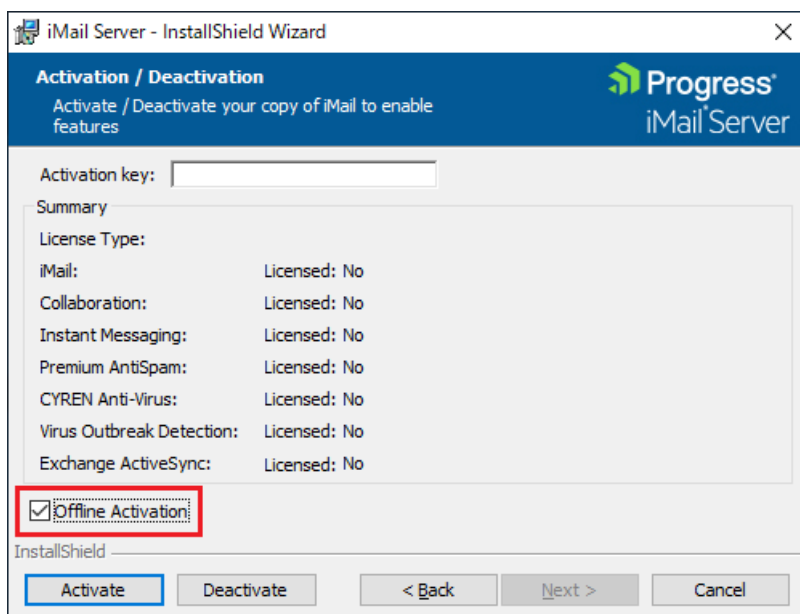 iMail Server - InstallShield Wizard
Activation / Deactivation
Activate / Deactivate your copy of iMail to enable
features
Progress®
iMail® Server
Activation key:
Summary
License Type:
iMail: Licensed: No
Collaboration: Licensed: No
Instant Messaging: Licensed: No
Premium AntiSpam: Licensed: No
CYREN Anti-Virus: Licensed: No
Virus Outbreak Detection: Licensed: No
Exchange ActiveSync: Licensed: No
Offline Activation
InstallShield
Activate Deactivate < Back Next > Cancel